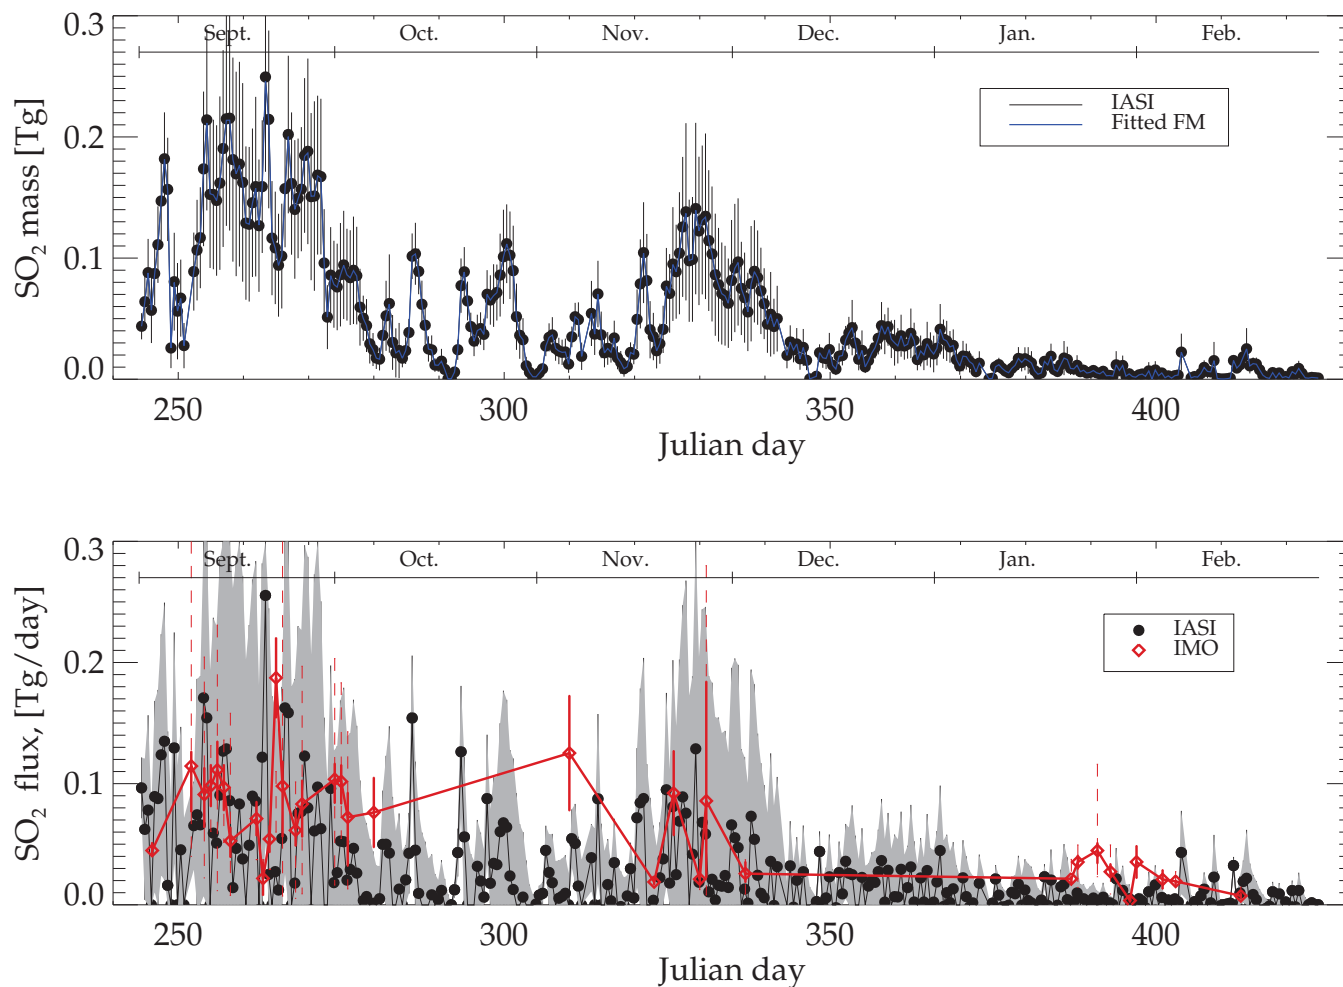 0.3
Sept.
Oct.
Nov.
Dec.
Jan.
Feb.
IASI
Fitted FM
0.2
0.1
0.0
SO₂ mass [Tg]
250
300
350
400
Julian day
0.3
Sept.
Oct.
Nov.
Dec.
Jan.
Feb.
IASI
IMO
0.2
0.1
0.0
SO₂ flux, [Tg/day]
250
300
350
400
Julian day